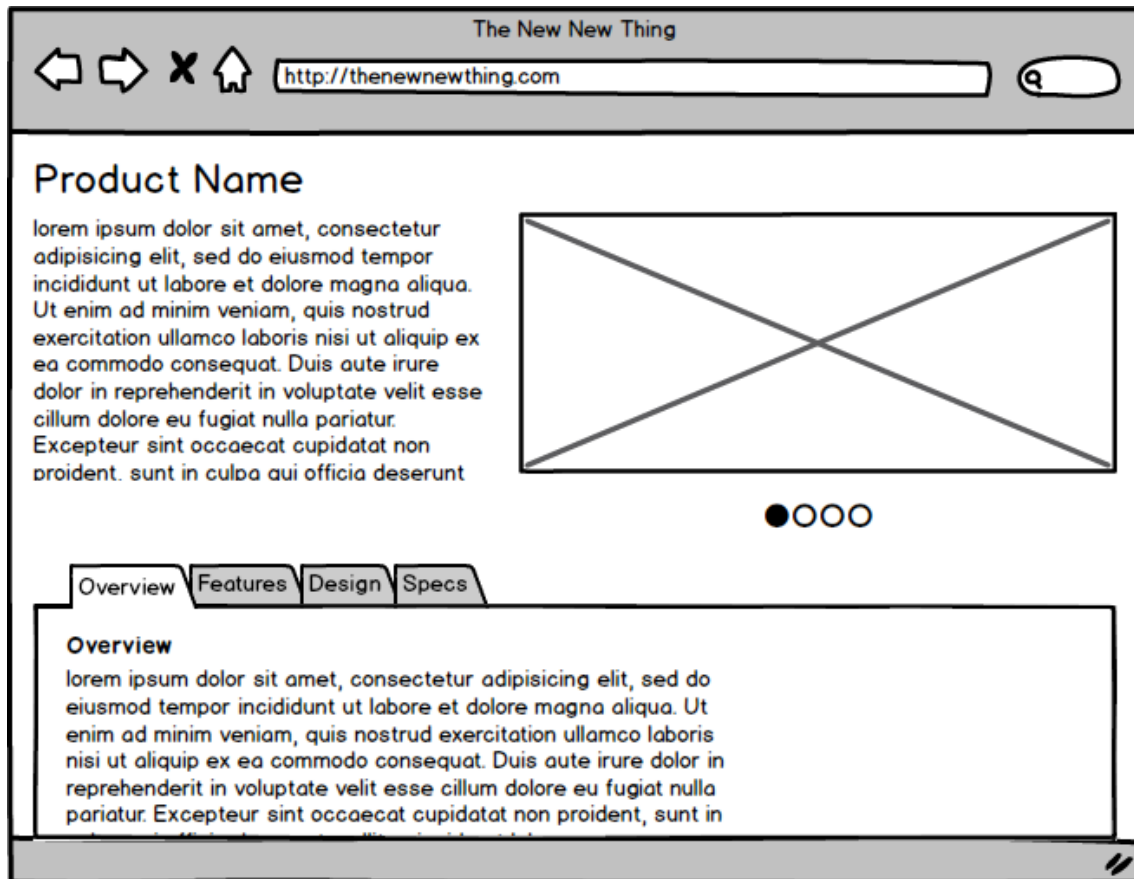 The New New Thing
http://thenewnewthing.com
Product Name
lorem ipsum dolor sit amet, consectetur
adipisicing elit, sed do eiusmod tempor
incididunt ut labore et dolore magna aliqua.
Ut enim ad minim veniam, quis nostrud
exercitation ullamco laboris nisi ut aliquip ex
ea commodo consequat. Duis aute irure
dolor in reprehenderit in voluptate velit esse
cillum dolore eu fugiat nulla pariatur.
Excepteur sint occaecat cupidatat non
proident, sunt in culpa qui officia deserunt
Overview Features Design Specs
Overview
lorem ipsum dolor sit amet, consectetur adipisicing elit, sed do
eiusmod tempor incididunt ut labore et dolore magna aliqua. Ut
enim ad minim veniam, quis nostrud exercitation ullamco laboris
nisi ut aliquip ex ea commodo consequat. Duis aute irure dolor in
reprehenderit in voluptate velit esse cillum dolore eu fugiat nulla
pariatur. Excepteur sint occaecat cupidatat non proident, sunt in